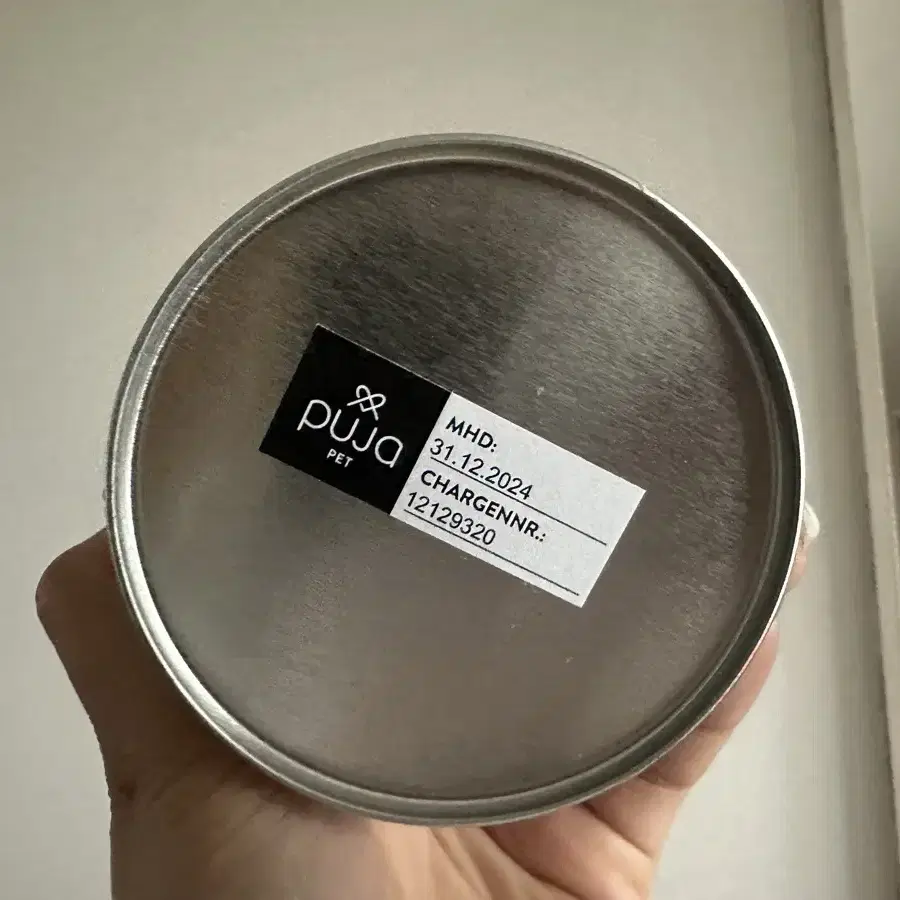 puja
PET
MHD:
31.12.2024
CHARGENNR.:
12129320